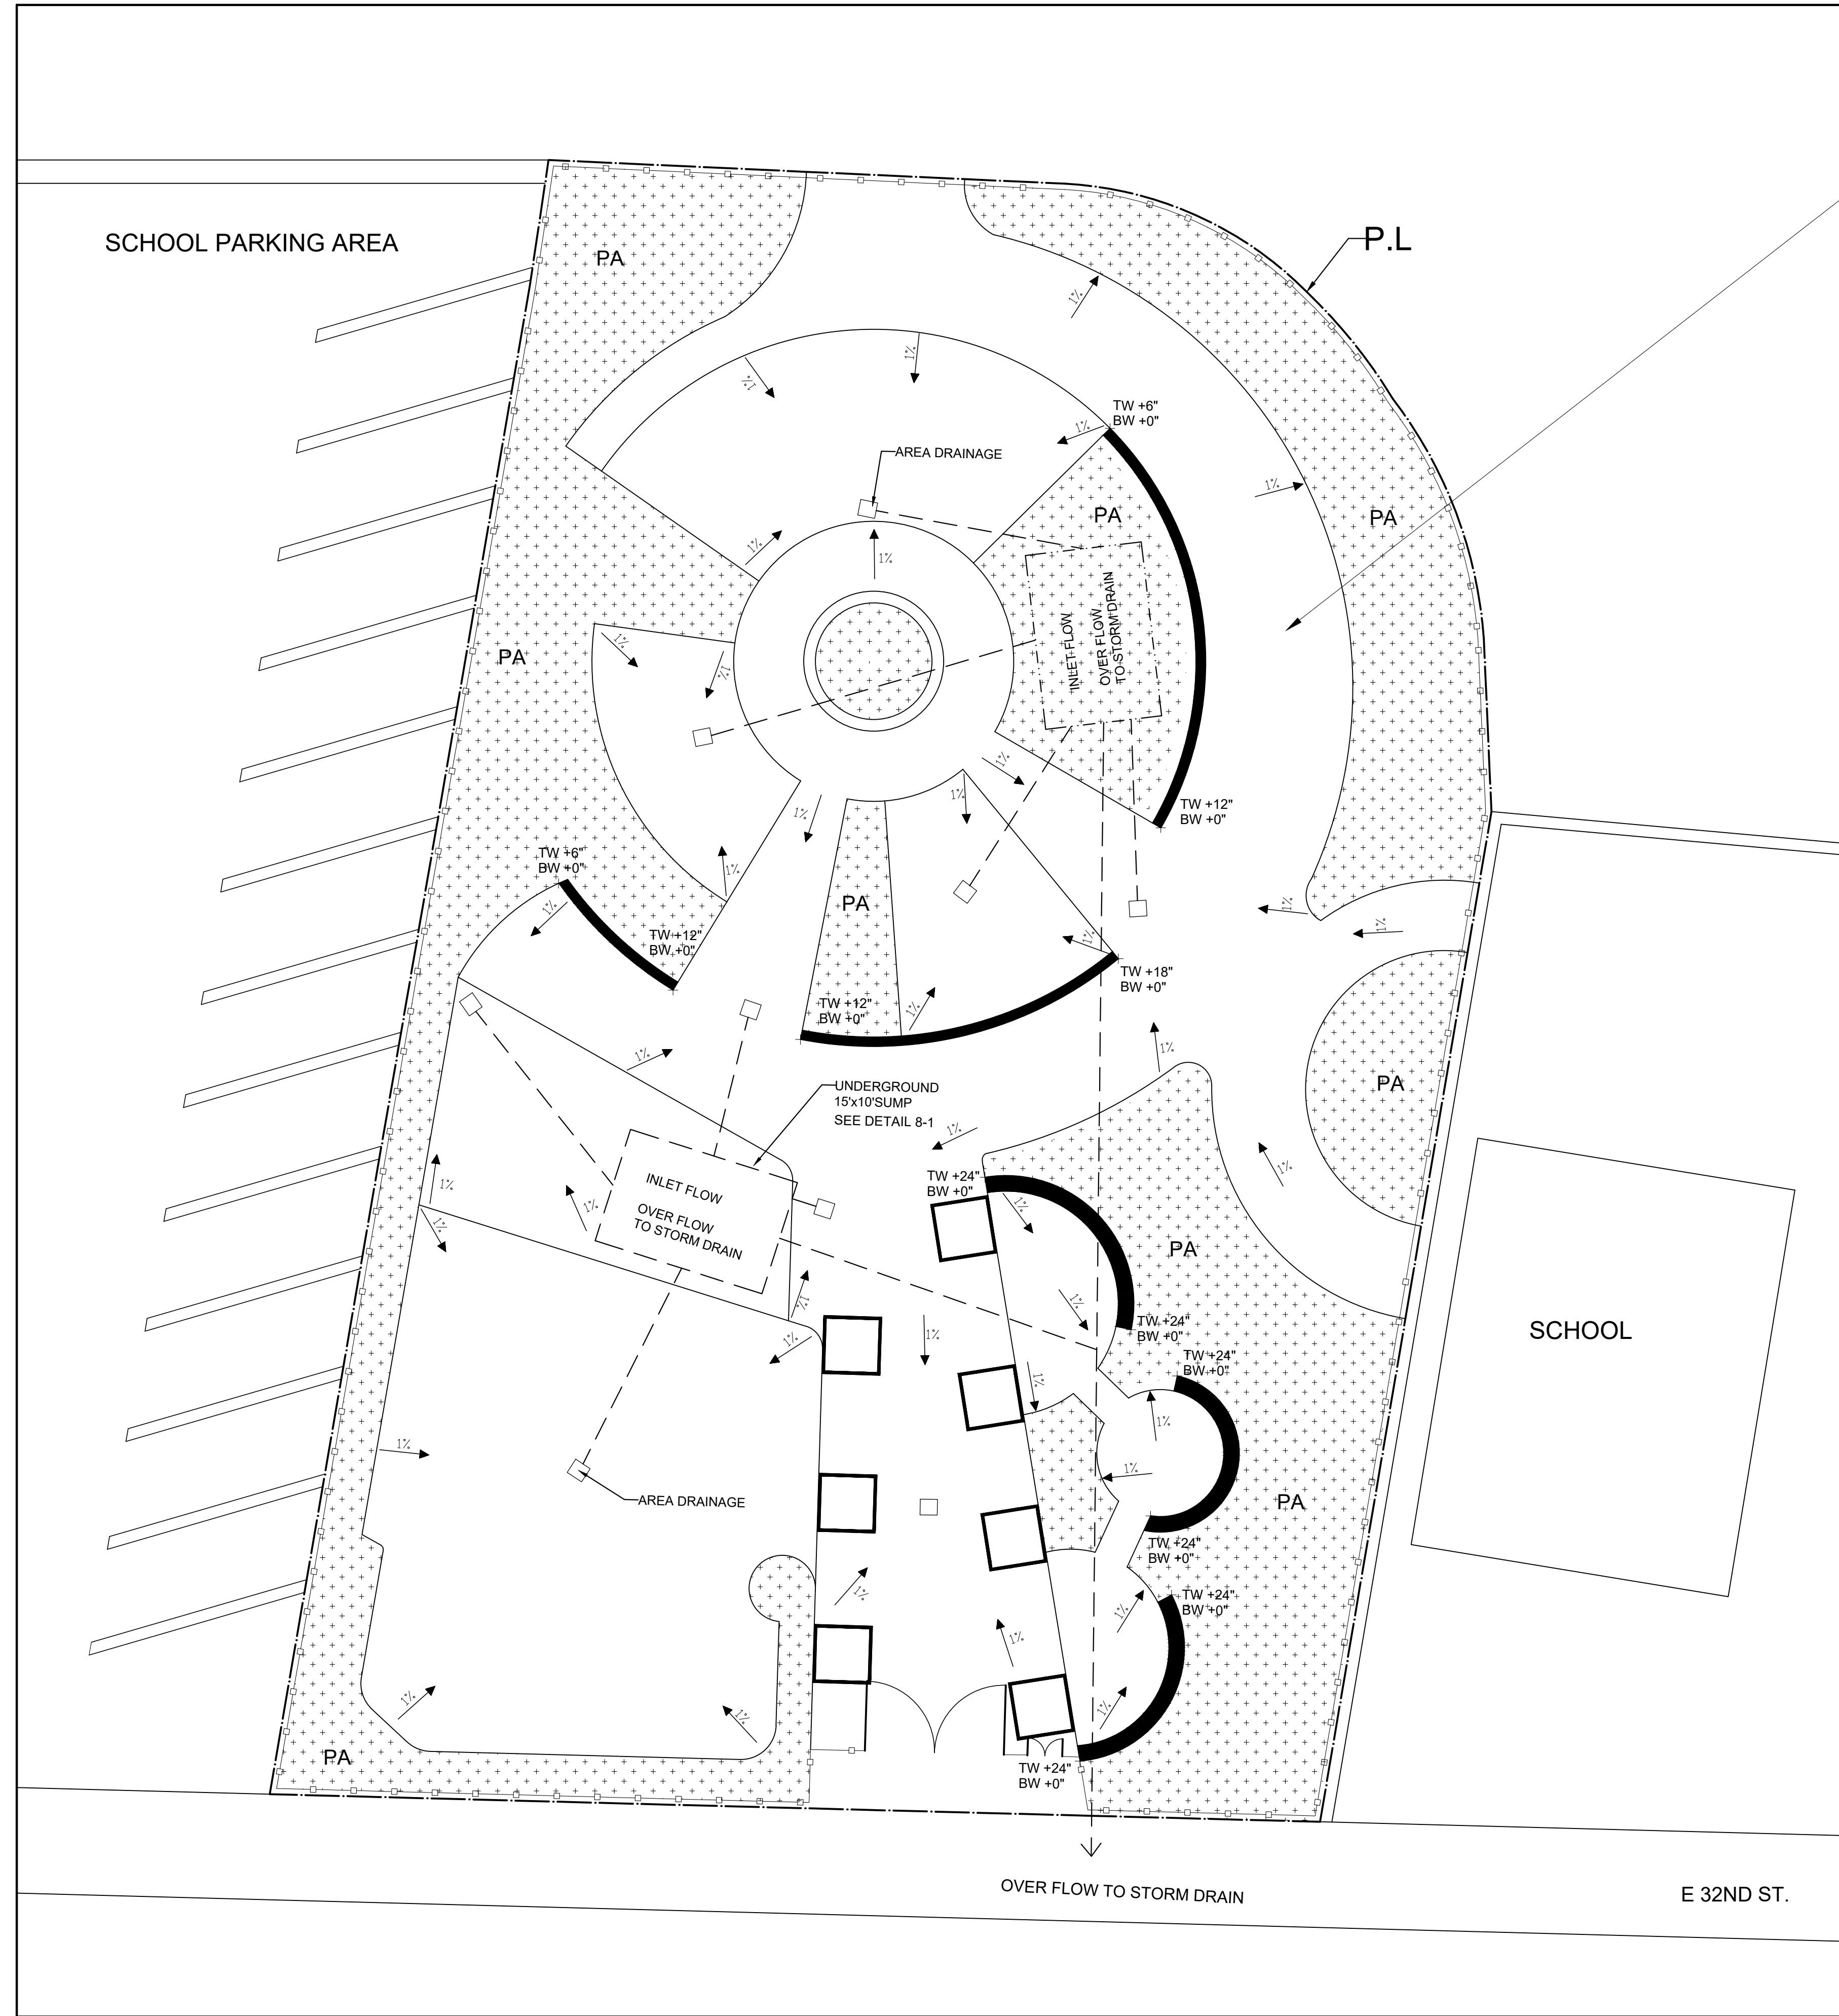 SCHOOL PARKING AREA
P.L
PA
1%
1%
1%
TW +6"
BW +0"
1%
AREA DRAINAGE
1%
PA
PA
1%
1%
INLET FLOW
OVER FLOW
TO STORM DRAIN
1%
PA
1%
1%
1%
TW +12"
BW +0"
1%
TW +6"
BW +0"
1%
PA
1%
1%
1%
TW +12"
BW +0"
1%
TW +18"
BW +0"
TW +12"
BW +0"
1%
1%
1%
PA
UNDERGROUND
15'x10'SUMP
SEE DETAIL 8-1
1%
1%
TW +24"
BW +0"
1%
INLET FLOW
OVER FLOW
TO STORM DRAIN
1%
1%
1%
PA
1%
1%
TW +24"
BW +0"
SCHOOL
1%
1%
TW +24"
BW +0"
1%
1%
1%
1%
AREA DRAINAGE
PA
TW +24"
BW +0"
1%
TW +24"
BW +0"
1%
1%
1%
1%
1%
PA
TW +24"
BW +0"
OVER FLOW TO STORM DRAIN
E 32ND ST.